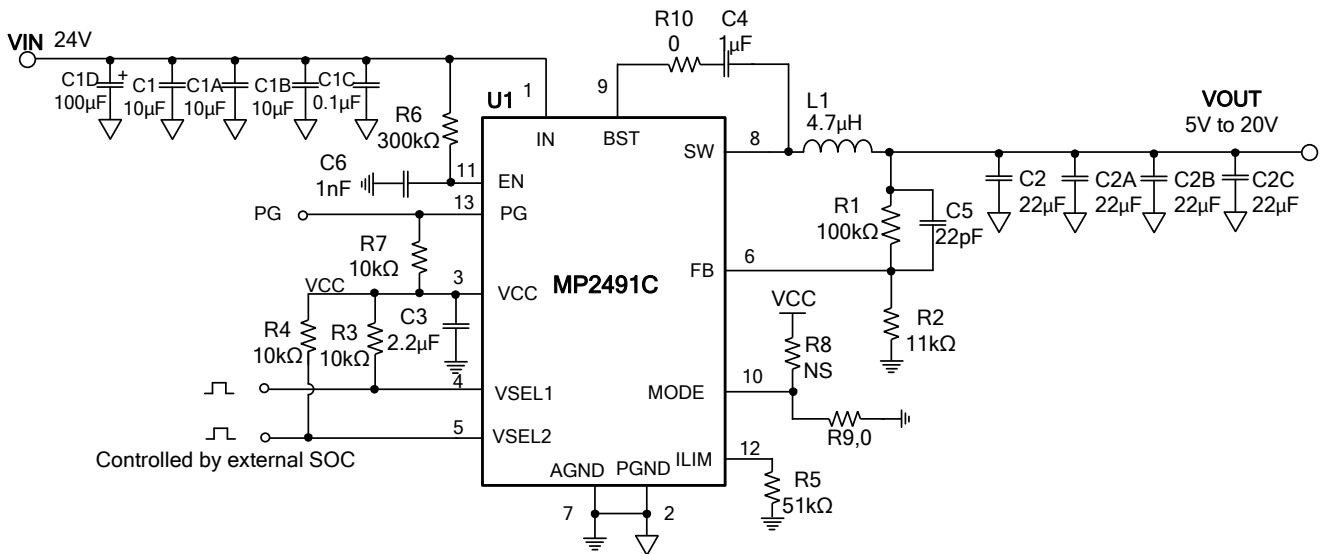 VIN 24V
C1D
100µF
+
C1
10µF
C1A
10µF
C1B
10µF
C1C
0.1µF
R6
300kΩ
C6
1nF
R10
0
C4
1µF
1
9
U1
IN
BST
SW
8
L1
4.7µH
VOUT
5V to 20V
C2
22µF
C2A
22µF
C2B
22µF
C2C
22µF
11
EN
PG
13
PG
R1
100kΩ
C5
22pF
R7
10kΩ
FB
6
3
VCC
VCC
MP2491C
R4
10kΩ
R3
10kΩ
C3
2.2µF
VCC
R8
NS
R2
11kΩ
4
VSEL1
MODE
10
R9,0
5
VSEL2
Controlled by external SOC
ILIM
12
R5
51kΩ
AGND
PGND
7
2